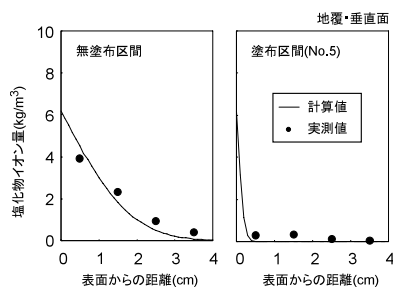 地覆・垂直面
塩化物イオン量(kg/m³)
10
8
6
4
2
0
無塗布区間
0 1 2 3 4
表面からの距離(cm)
塗布区間(No.5)
計算値
実測値
0 1 2 3 4
表面からの距離(cm)